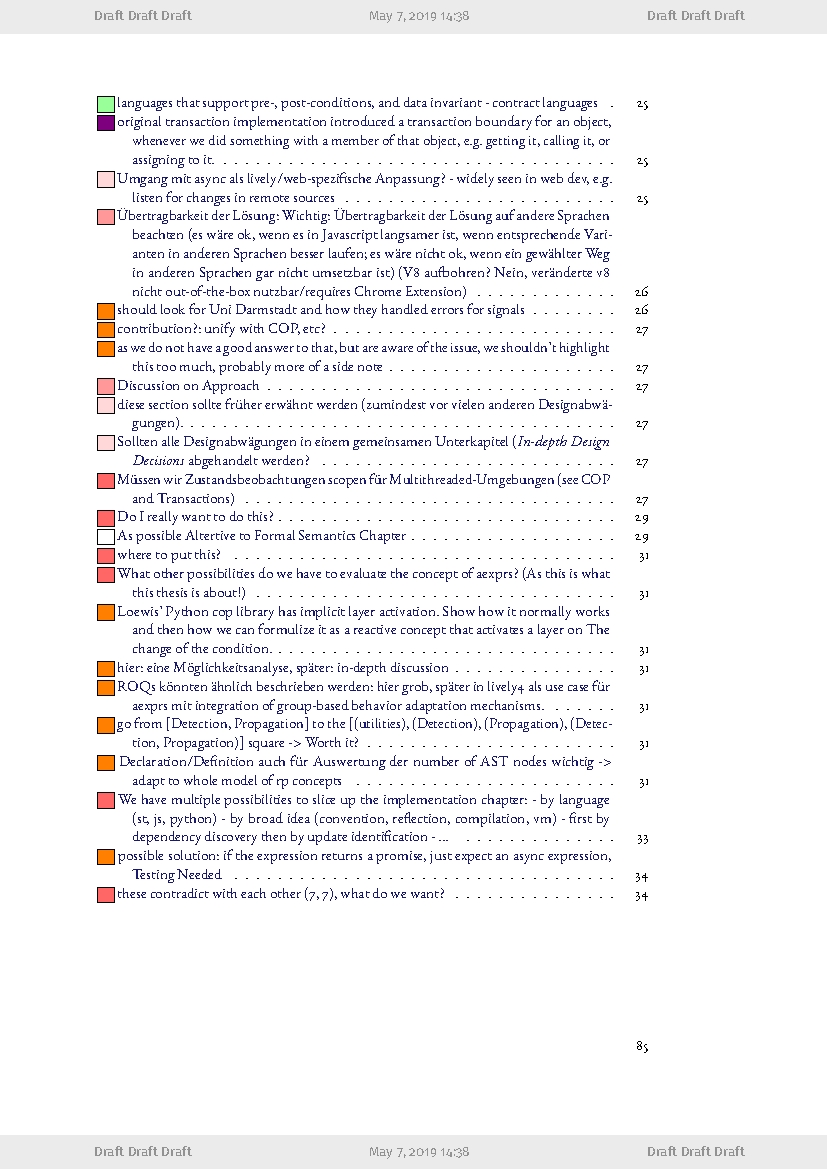 Draft Draft Draft May 7, 2019 14:38 Draft Draft Draft
languages that support pre-, post-conditions, and data invariant - contract languages . 25
original transaction implementation introduced a transaction boundary for an object,
whenever we did something with a member of that object, e.g. getting it, calling it, or
assigning to it. . . . . . . . . . . . . . . . . . . . . . . . . . . . . . . . . . . . . . 25
Umgang mit async als lively/web-spezifische Anpassung? - widely seen in web dev, e.g.
listen for changes in remote sources . . . . . . . . . . . . . . . . . . . . . . . . . 25
Übertragbarkeit der Lösung: Wichtig: Übertragbarkeit der Lösung auf andere Sprachen
beachten (es wäre ok, wenn es in Javascript langsamer ist, wenn entsprechende Vari-
anten in anderen Sprachen besser laufen; es wäre nicht ok, wenn ein gewählter Weg
in anderen Sprachen gar nicht umsetzbar ist) (V8 aufbohren? Nein, veränderte v8
nicht out-of-the-box nutzbar/requires Chrome Extension) . . . . . . . . . . . . . 26
should look for Uni Darmstadt and how they handled errors for signals . . . . . . . . 26
contribution?: unify with COP, etc? . . . . . . . . . . . . . . . . . . . . . . . . . . 27
as we do not have a good answer to that, but are aware of the issue, we shouldn't highlight
this too much, probably more of a side note . . . . . . . . . . . . . . . . . . . . . 27
Discussion on Approach . . . . . . . . . . . . . . . . . . . . . . . . . . . . . . . . 27
diese section sollte früher erwähnt werden (zumindest vor vielen anderen Designabwä-
gungen). . . . . . . . . . . . . . . . . . . . . . . . . . . . . . . . . . . . . . . . . 27
Sollten alle Designabwägungen in einem gemeinsamen Unterkapitel (In-depth Design
Decisions abgehandelt werden? . . . . . . . . . . . . . . . . . . . . . . . . . . . 27
Müssen wir Zustandsbeobachtungen scopen für Multithreaded-Umgebungen (see COP
and Transactions) . . . . . . . . . . . . . . . . . . . . . . . . . . . . . . . . . . . 27
Do I really want to do this? . . . . . . . . . . . . . . . . . . . . . . . . . . . . . . . 29
As possible Altertive to Formal Semantics Chapter . . . . . . . . . . . . . . . . . . . 29
where to put this? . . . . . . . . . . . . . . . . . . . . . . . . . . . . . . . . . . . . 31
What other possibilities do we have to evaluate the concept of aexprs? (As this is what
this thesis is about!) . . . . . . . . . . . . . . . . . . . . . . . . . . . . . . . . . . 31
Loewis' Python cop library has implicit layer activation. Show how it normally works
and then how we can formulize it as a reactive concept that activates a layer on The
change of the condition. . . . . . . . . . . . . . . . . . . . . . . . . . . . . . . . 31
hier: eine Möglichkeitsanalyse, später: in-depth discussion . . . . . . . . . . . . . . . 31
ROQs könnten ähnlich beschrieben werden: hier grob, später in lively4 als use case für
aexprs mit integration of group-based behavior adaptation mechanisms. . . . . . . 31
go from [Detection, Propagation] to the [(utilities), (Detection), (Propagation), (Detec-
tion, Propagation)] square -> Worth it? . . . . . . . . . . . . . . . . . . . . . . . 31
Declaration/Definition auch für Auswertung der number of AST nodes wichtig ->
adapt to whole model of rp concepts . . . . . . . . . . . . . . . . . . . . . . . . 31
We have multiple possibilities to slice up the implementation chapter: - by language
(st, js, python) - by broad idea (convention, reflection, compilation, vm) - first by
dependency discovery then by update identification - ... . . . . . . . . . . . . . . 33
possible solution: if the expression returns a promise, just expect an async expression,
Testing Needed . . . . . . . . . . . . . . . . . . . . . . . . . . . . . . . . . . . . 34
these contradict with each other (7, 7), what do we want? . . . . . . . . . . . . . . . 34
85
Draft Draft Draft May 7, 2019 14:38 Draft Draft Draft